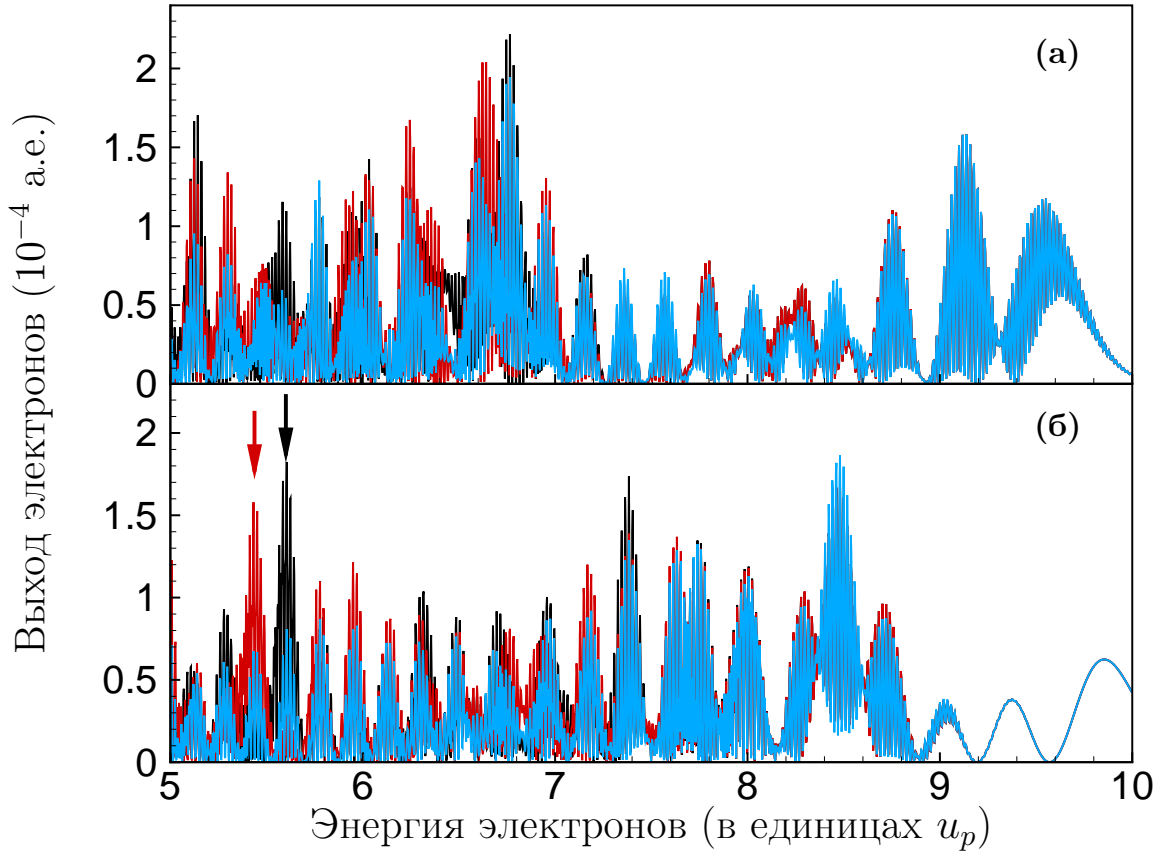 Выход электронов (10⁻⁴ а.е.)
(а)
2
1.5
1
0.5
0
(б)
2
1.5
1
0.5
0
5 6 7 8 9 10
Энергия электронов (в единицах uₚ)